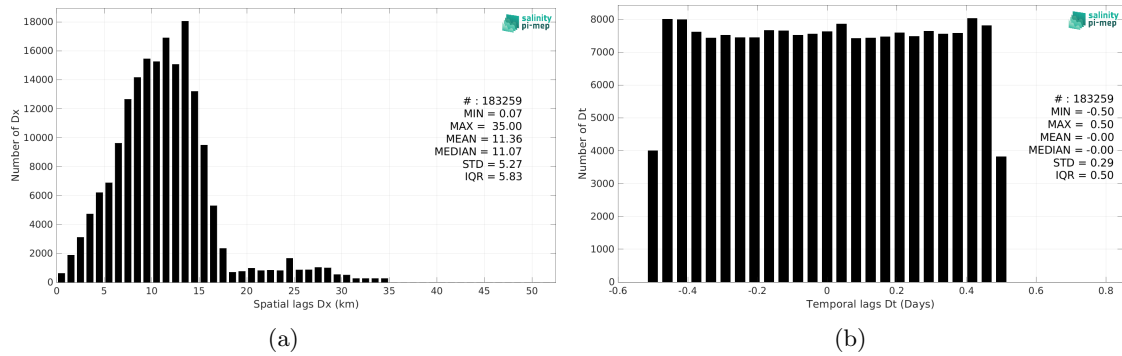 18000
16000
14000
12000
10000
8000
6000
4000
2000
0
Number of Dx
0
5
10
15
20
25
30
35
40
45
50
Spatial lags Dx (km)
salinity
pi-mep
# : 183259
MIN = 0.07
MAX = 35.00
MEAN = 11.36
MEDIAN = 11.07
STD = 5.27
IQR = 5.83
(a)
8000
7000
6000
5000
4000
3000
2000
1000
0
Number of Dt
-0.6
-0.4
-0.2
0
0.2
0.4
0.6
0.8
Temporal lags Dt (Days)
salinity
pi-mep
# : 183259
MIN = -0.50
MAX = 0.50
MEAN = -0.00
MEDIAN = -0.00
STD = 0.29
IQR = 0.50
(b)